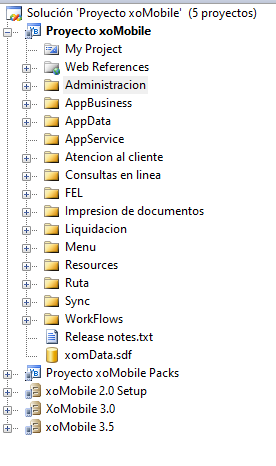 Solución 'Proyecto xoMobile' (5 proyectos)
Proyecto xoMobile
My Project
Web References
Administracion
AppBusiness
AppData
AppService
Atencion al cliente
Consultas en linea
FEL
Impresion de documentos
Liquidacion
Menu
Resources
Ruta
Sync
WorkFlows
Release notes.txt
xomData.sdf
Proyecto xoMobile Packs
xoMobile 2.0 Setup
XoMobile 3.0
xoMobile 3.5